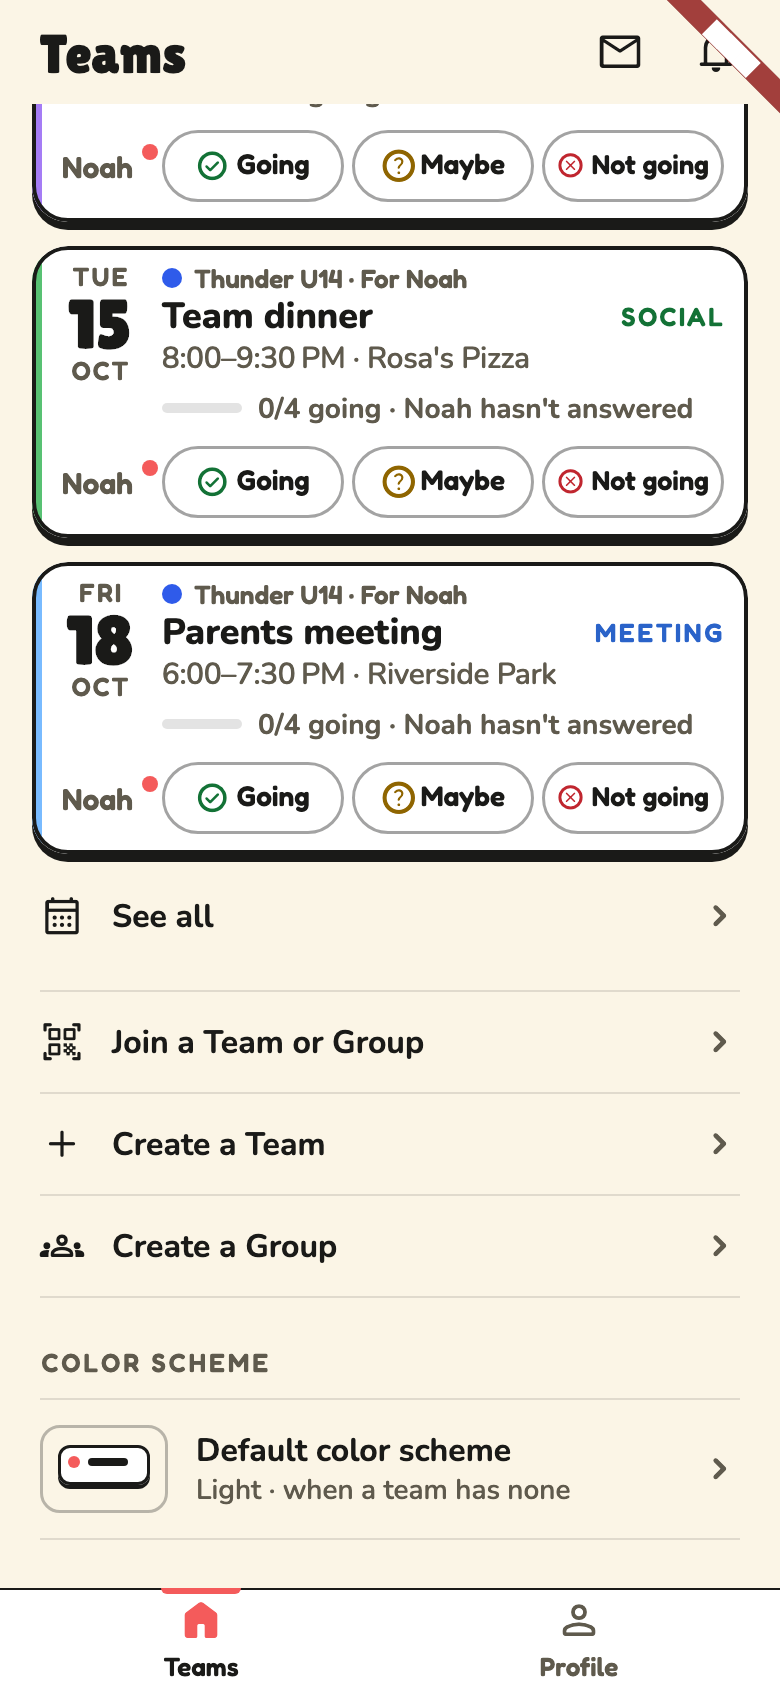 Teams
Noah
Going
Maybe
Not going
TUE
15
OCT
Thunder U14 · For Noah
Team dinner
SOCIAL
8:00–9:30 PM · Rosa's Pizza
0/4 going · Noah hasn't answered
Noah
Going
Maybe
Not going
FRI
18
OCT
Thunder U14 · For Noah
Parents meeting
MEETING
6:00–7:30 PM · Riverside Park
0/4 going · Noah hasn't answered
Noah
Going
Maybe
Not going
See all
Join a Team or Group
Create a Team
Create a Group
COLOR SCHEME
Default color scheme
Light · when a team has none
Teams
Profile